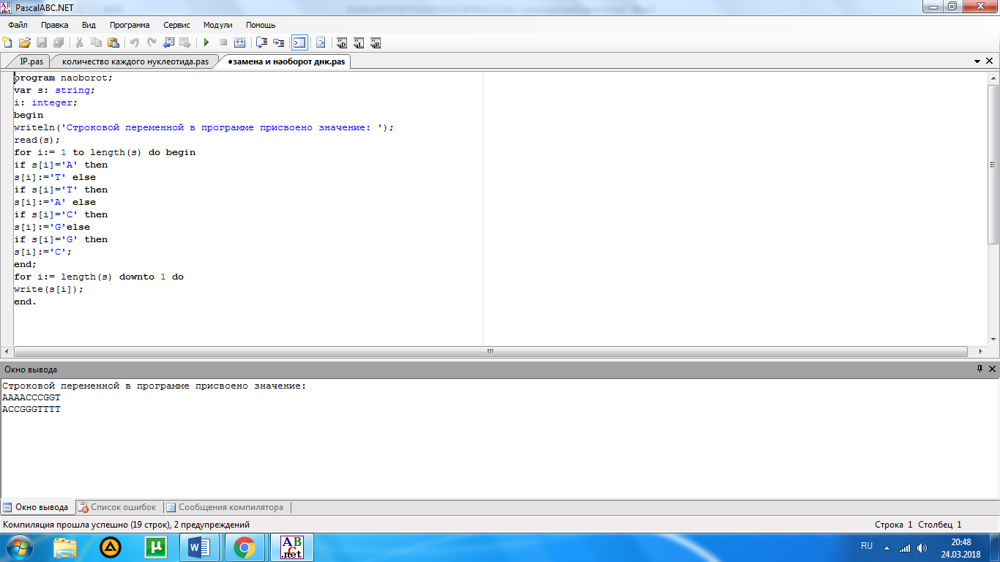 PascalABC.NET
Файл Правка Вид Программа Сервис Модули Помощь
IP.pas количество каждого нуклеотида.pas •замена и наоборот днк.pas
program naoborot;
var s: string;
i: integer;
begin
writeln('Строковой переменной в программе присвоено значение: ');
read(s);
for i:= 1 to length(s) do begin
if s[i]='A' then
s[i]:='T' else
if s[i]='T' then
s[i]:='A' else
if s[i]='C' then
s[i]:='G'else
if s[i]='G' then
s[i]:='C';
end;
for i:= length(s) downto 1 do
write(s[i]);
end.
Окно вывода
Строковой переменной в программе присвоено значение:
AAAACCCGGT
ACCGGGTTTT
Окно вывода Список ошибок Сообщения компилятора
Компиляция прошла успешно (19 строк), 2 предупреждений Строка 1 Столбец 1
RU 20:48
24.03.2018